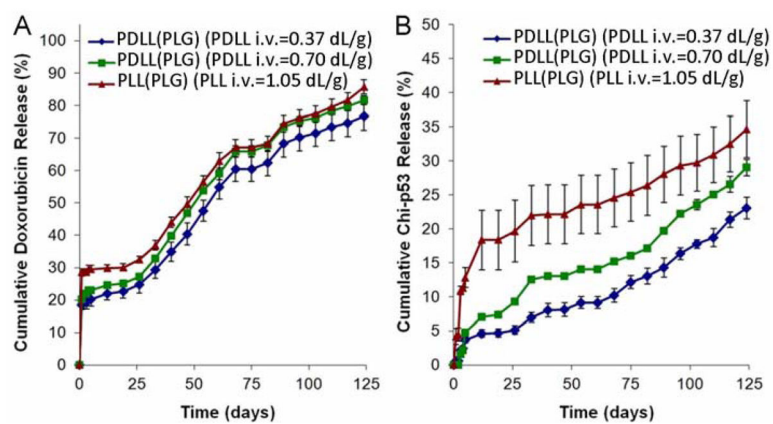 A
PDLL(PLG) (PDLL i.v.=0.37 dL/g)
PDLL(PLG) (PDLL i.v.=0.70 dL/g)
PLL(PLG) (PLL i.v.=1.05 dL/g)
Cumulative Doxorubicin Release (%)
100
90
80
70
60
50
40
30
20
10
0
0 25 50 75 100 125
Time (days)
B
PDLL(PLG) (PDLL i.v.=0.37 dL/g)
PDLL(PLG) (PDLL i.v.=0.70 dL/g)
PLL(PLG) (PLL i.v.=1.05 dL/g)
Cumulative Chi-p53 Release (%)
50
45
40
35
30
25
20
15
10
5
0
0 25 50 75 100 125
Time (days)